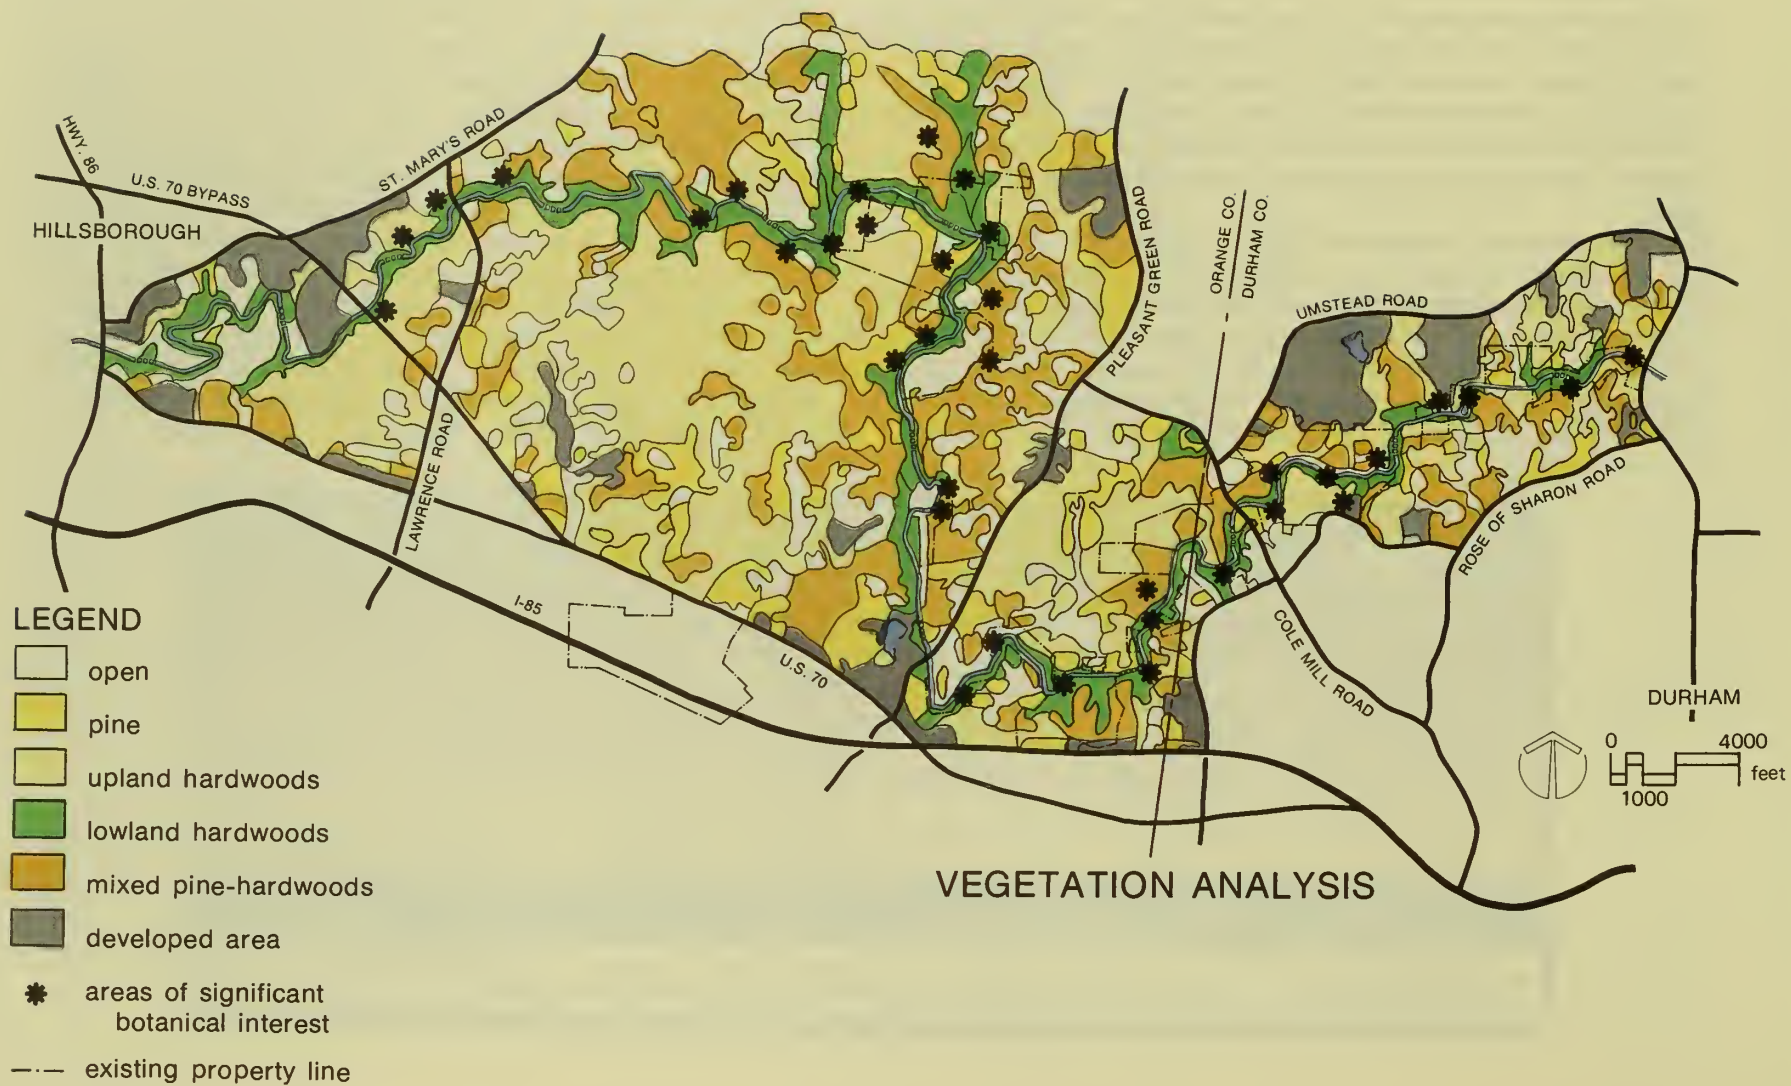 HWY. 86
U.S. 70 BYPASS
HILLSBOROUGH
ST. MARY'S ROAD
LAWRENCE ROAD
PLEASANT GREEN ROAD
ORANGE CO.
DURHAM CO.
UMSTEAD ROAD
ROSE OF SHARON ROAD
COLE MILL ROAD
I-85
U.S. 70
DURHAM
0 4000
feet
1000
VEGETATION ANALYSIS
LEGEND
open
pine
upland hardwoods
lowland hardwoods
mixed pine-hardwoods
developed area
areas of significant
botanical interest
existing property line